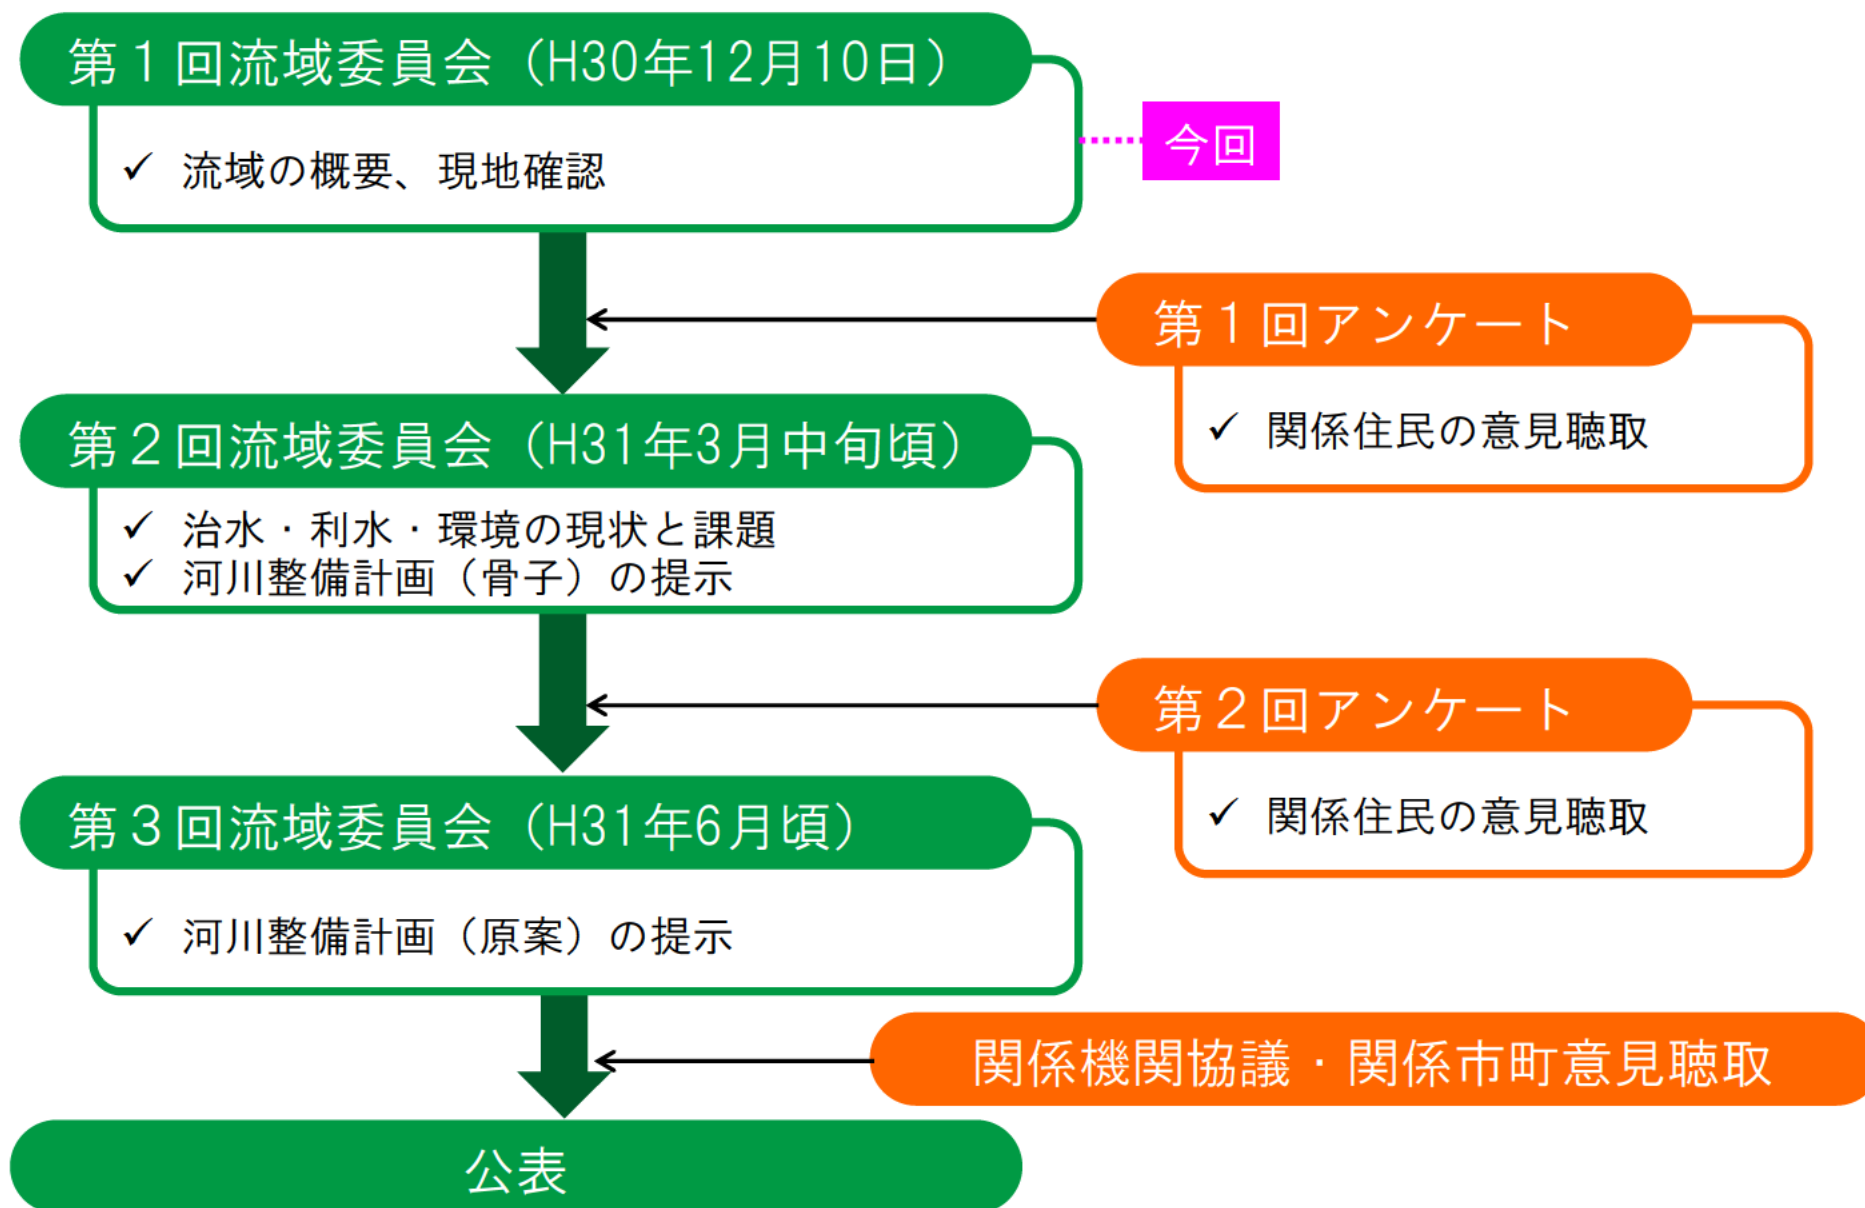 第１回流域委員会（H30年12月10日）
✓ 流域の概要、現地確認
今回
第１回アンケート
✓ 関係住民の意見聴取
第２回流域委員会（H31年3月中旬頃）
✓ 治水・利水・環境の現状と課題
✓ 河川整備計画（骨子）の提示
第２回アンケート
✓ 関係住民の意見聴取
第３回流域委員会（H31年6月頃）
✓ 河川整備計画（原案）の提示
関係機関協議・関係市町意見聴取
公表